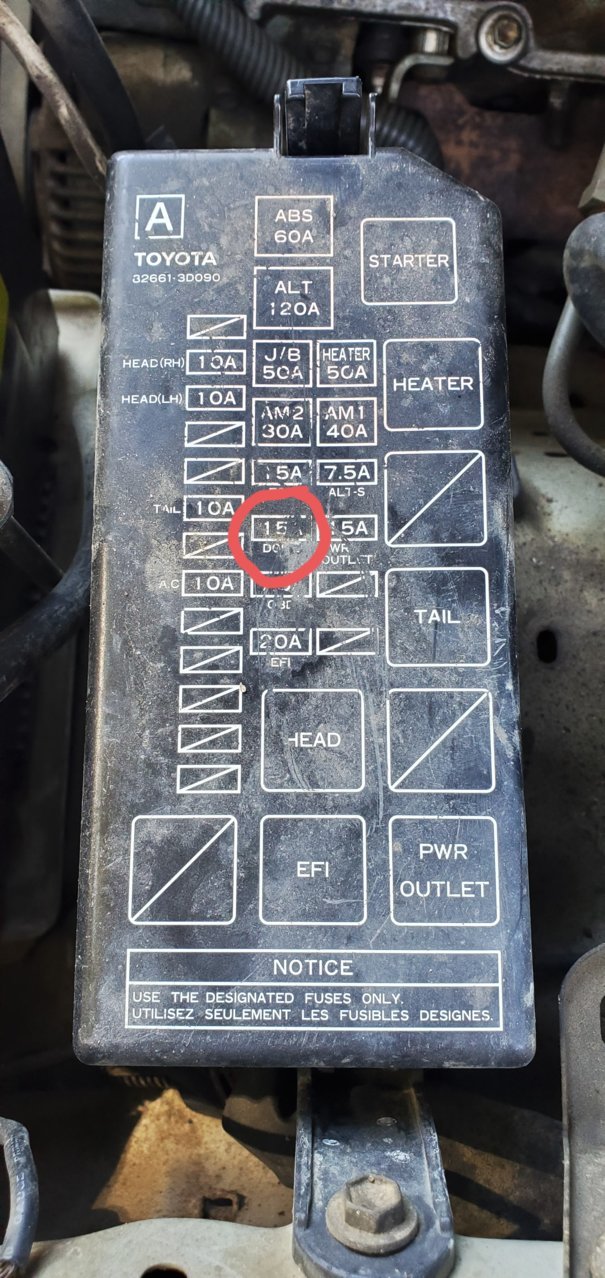 A
TOYOTA
32661-3D090
ABS
60A
ALT
120A
STARTER
HEAD(RH) 10A
J/B
50A
HEATER
50A
HEATER
HEAD(LH) 10A
AM2
30A
AM1
40A
15A
7.5A
ALT-S
TAIL 10A
15
15A
PWR
OUTLET
A.C 10A
OBD
TAIL
20A
EFI
HEAD
EFI
PWR
OUTLET
NOTICE
USE THE DESIGNATED FUSES ONLY.
UTILISEZ SEULEMENT LES FUSIBLES DESIGNES.